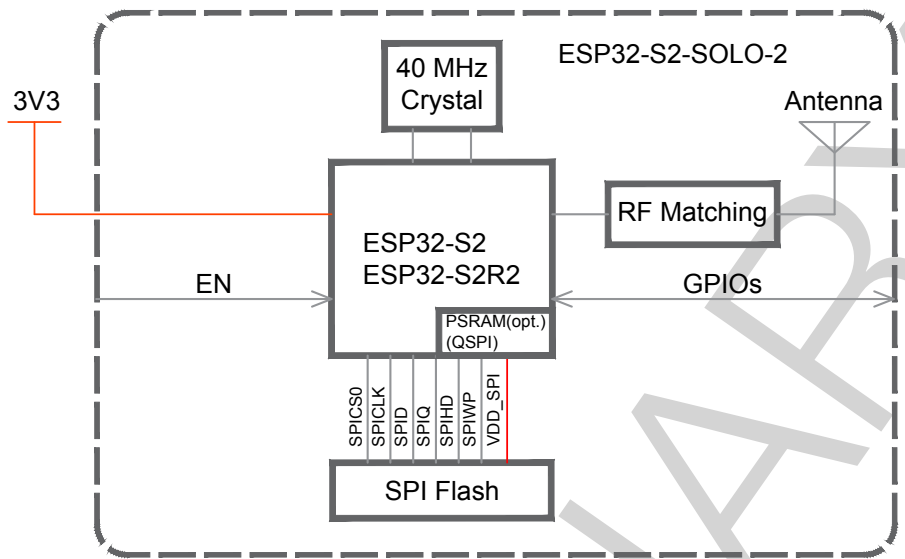 ESP32-S2-SOLO-2
40 MHz
Crystal
3V3
Antenna
RF Matching
ESP32-S2
ESP32-S2R2
EN
GPIOs
PSRAM(opt.)
(QSPI)
SPICS0
SPICLK
SPID
SPIQ
SPIHD
SPIWP
VDD_SPI
SPI Flash